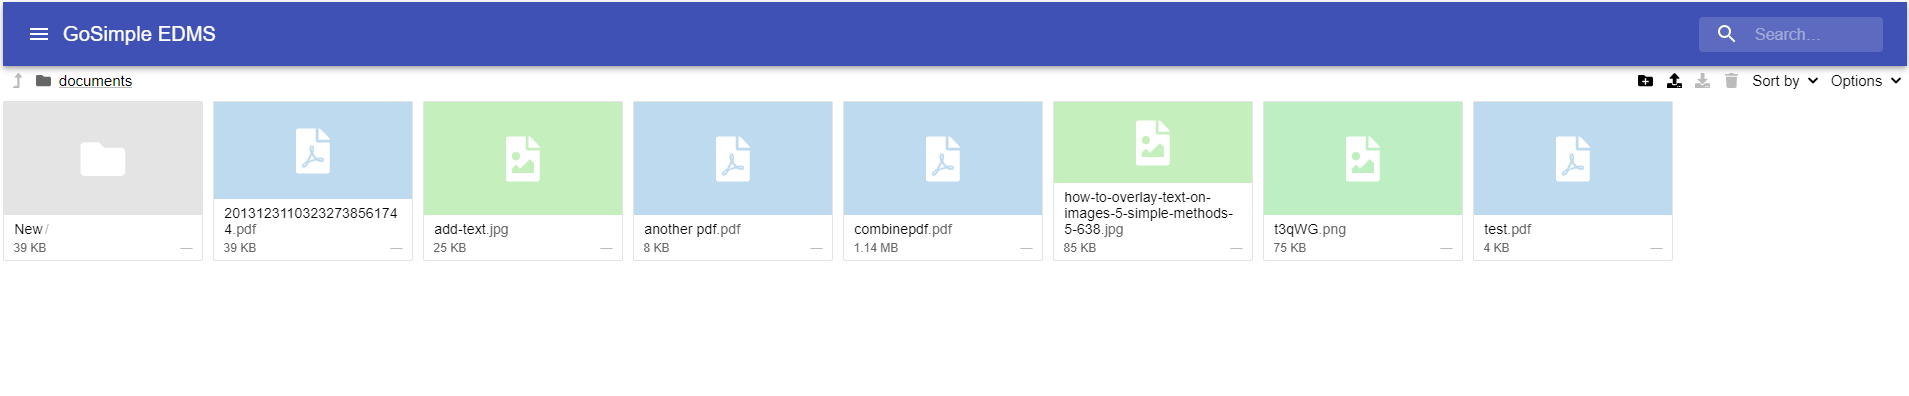 GoSimple EDMS
Search...
documents
Sort by
Options
New/
39 KB
—
2013123110323273856174
4.pdf
39 KB
—
add-text.jpg
25 KB
—
another pdf.pdf
8 KB
—
combinepdf.pdf
1.14 MB
—
how-to-overlay-text-on-
images-5-simple-methods-
5-638.jpg
85 KB
—
t3qWG.png
75 KB
—
test.pdf
4 KB
—